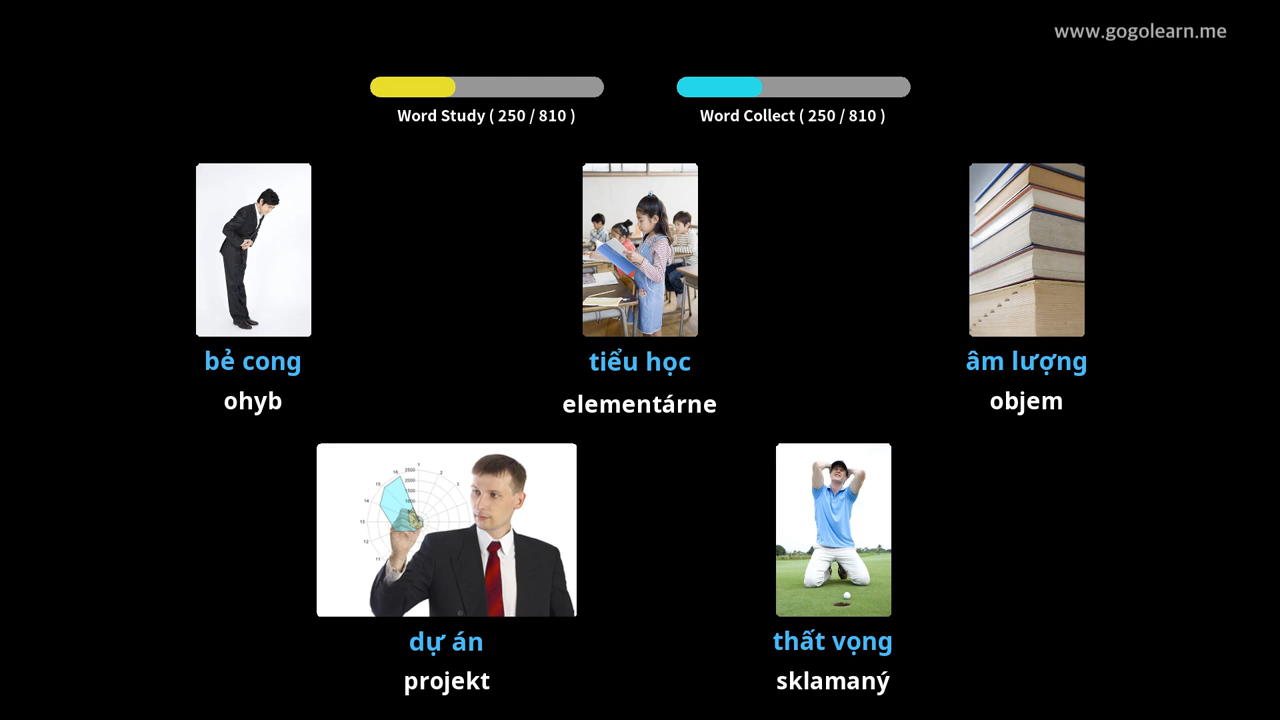 www.gogolearn.me
Word Study ( 250 / 810 )
Word Collect ( 250 / 810 )
bẻ cong
ohyb
tiểu học
elementárne
âm lượng
objem
dự án
projekt
thất vọng
sklamaný